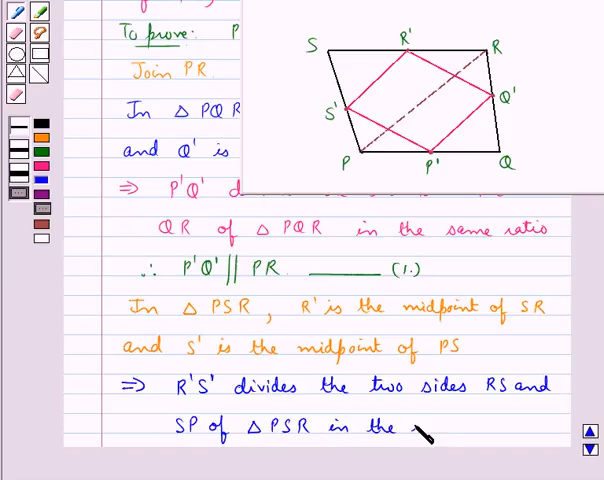 To prove: P
Join PR.
In △ PQR
and Q' is
⇒ P'Q' d
QR of △ PQR in the same ratio
∴ P'Q' || PR. ______ (1.)
In △ PSR, R' is the midpoint of SR
and S' is the midpoint of PS
⇒ R'S' divides the two sides RS and
SP of △ PSR in the
S R' R
S' Q'
P P' Q